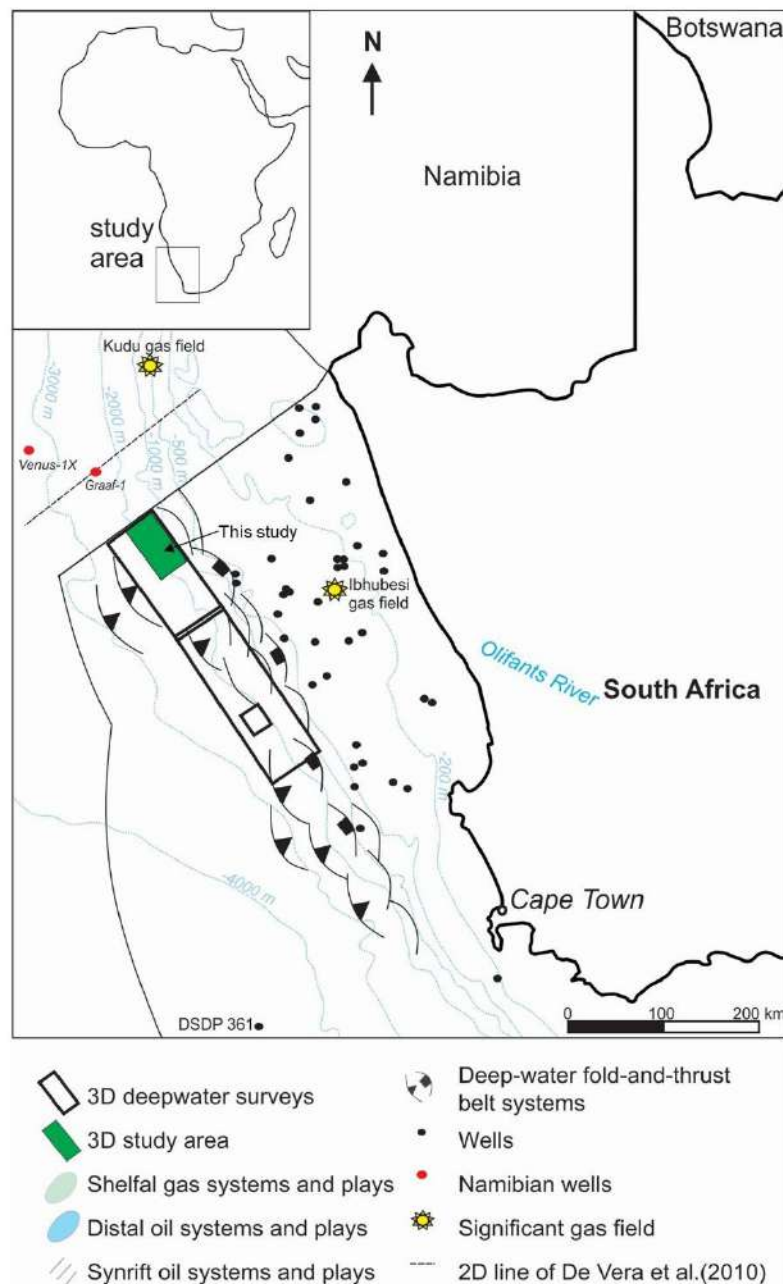 Botswana
N
Namibia
study
area
Kudu gas field
-3000 m
-2000 m
-1000 m
-500 m
Venus-1X
Graaf-1
This study
Ibhubesi
gas field
Olifants River
South Africa
-200 m
-4000 m
Cape Town
DSDP 361
0 100 200 km
3D deepwater surveys
3D study area
Shelfal gas systems and plays
Distal oil systems and plays
Synrift oil systems and plays
Deep-water fold-and-thrust
belt systems
Wells
Namibian wells
Significant gas field
2D line of De Vera et al.(2010)